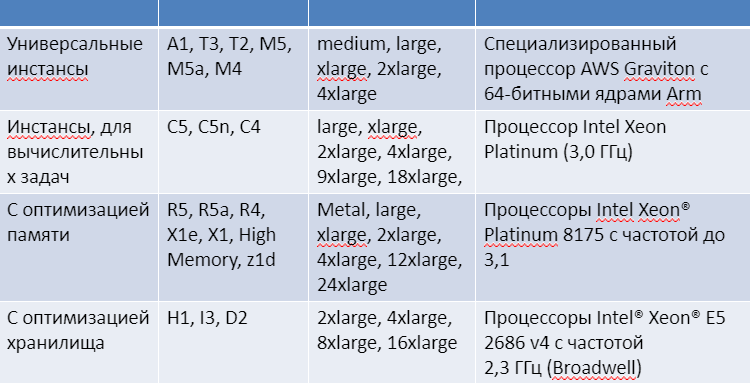 Универсальные
инстансы
A1, T3, T2, M5,
M5a, M4
medium, large,
xlarge, 2xlarge,
4xlarge
Специализированный
процессор AWS Graviton с
64-битными ядрами Arm
Инстансы, для
вычислительны
х задач
C5, C5n, C4
large, xlarge,
2xlarge, 4xlarge,
9xlarge, 18xlarge,
Процессор Intel Xeon
Platinum (3,0 ГГц)
С оптимизацией
памяти
R5, R5a, R4,
X1e, X1, High
Memory, z1d
Metal, large,
xlarge, 2xlarge,
4xlarge, 12xlarge,
24xlarge
Процессоры Intel Xeon®
Platinum 8175 с частотой до
3,1
С оптимизацией
хранилища
H1, I3, D2
2xlarge, 4xlarge,
8xlarge, 16xlarge
Процессоры Intel® Xeon® E5
2686 v4 с частотой
2,3 ГГц (Broadwell)